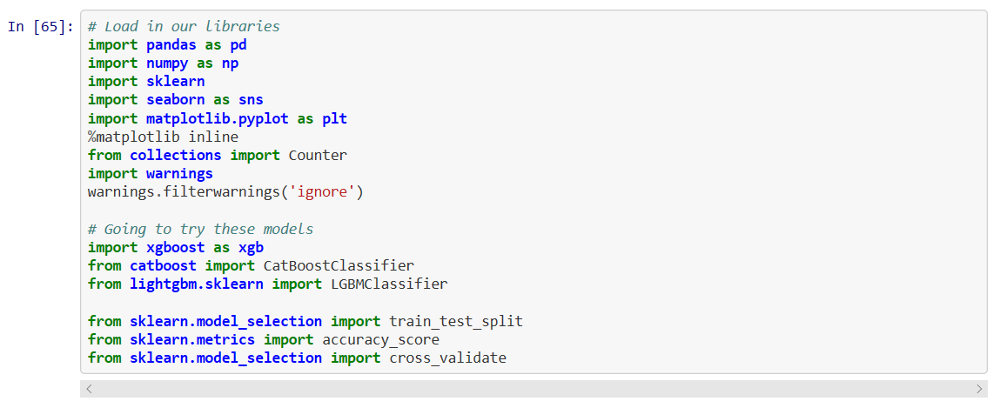 In [65]:
# Load in our libraries
import pandas as pd
import numpy as np
import sklearn
import seaborn as sns
import matplotlib.pyplot as plt
%matplotlib inline
from collections import Counter
import warnings
warnings.filterwarnings('ignore')
# Going to try these models
import xgboost as xgb
from catboost import CatBoostClassifier
from lightgbm.sklearn import LGBMClassifier
from sklearn.model_selection import train_test_split
from sklearn.metrics import accuracy_score
from sklearn.model_selection import cross_validate